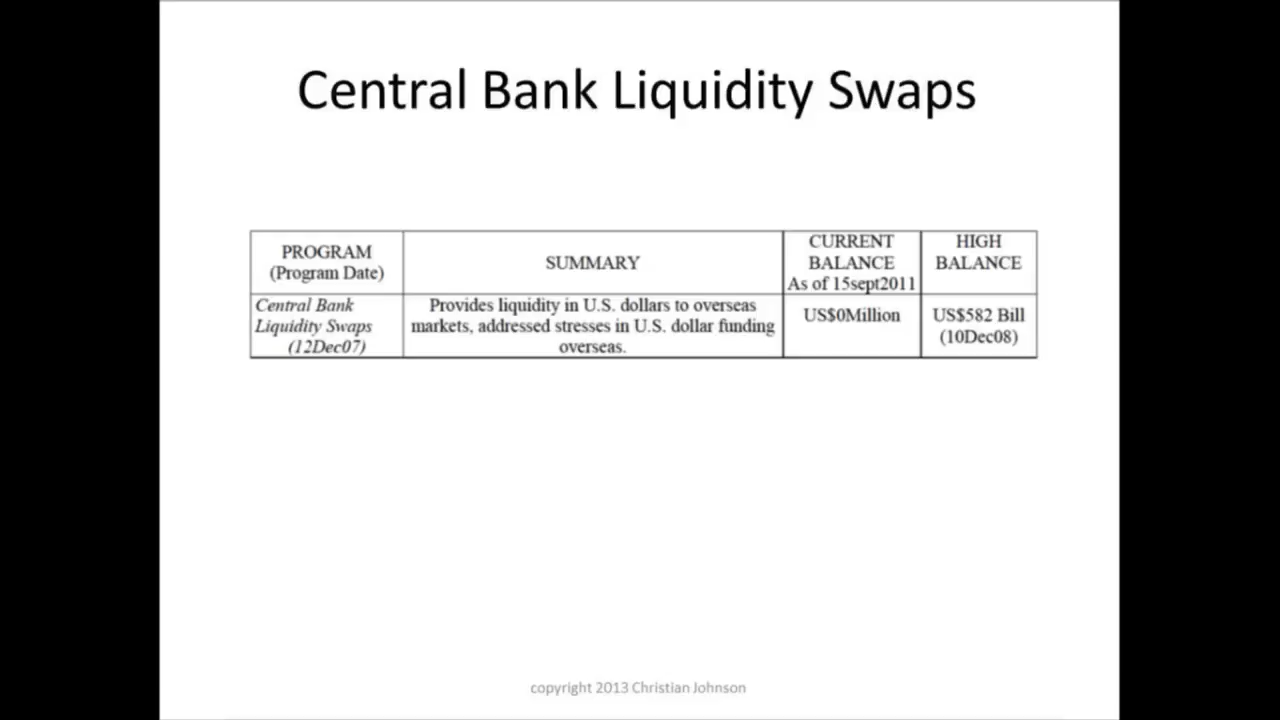 Central Bank Liquidity Swaps
PROGRAM
(Program Date)
SUMMARY
CURRENT
BALANCE
As of 15sept2011
HIGH
BALANCE
Central Bank
Liquidity Swaps
(12Dec07)
Provides liquidity in U.S. dollars to overseas
markets, addressed stresses in U.S. dollar funding
overseas.
US$0Million
US$582 Bill
(10Dec08)
copyright 2013 Christian Johnson